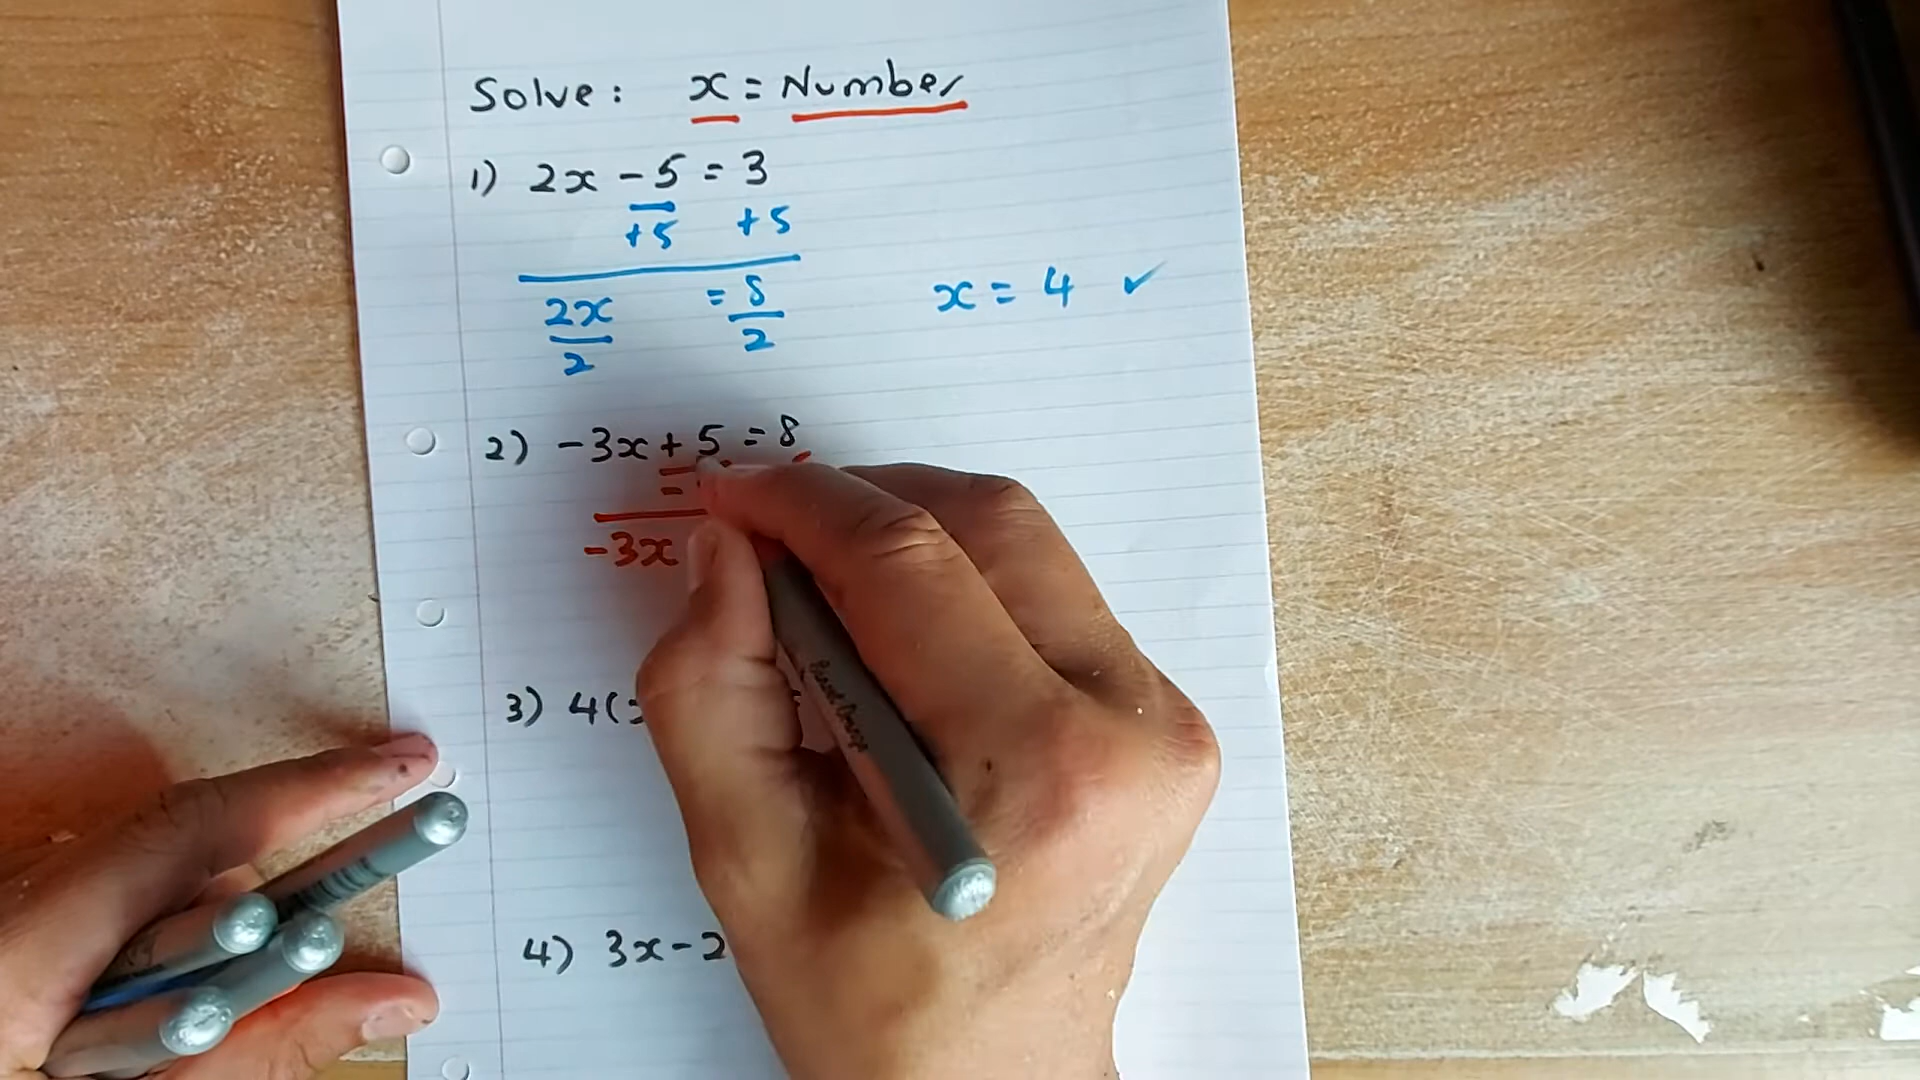 Solve: x = Number
1) 2x - 5 = 3
+5 +5
2x = 8
2 2
x = 4 ✓
2) -3x + 5 = 8
-
-3x
3) 4(
4) 3x - 2